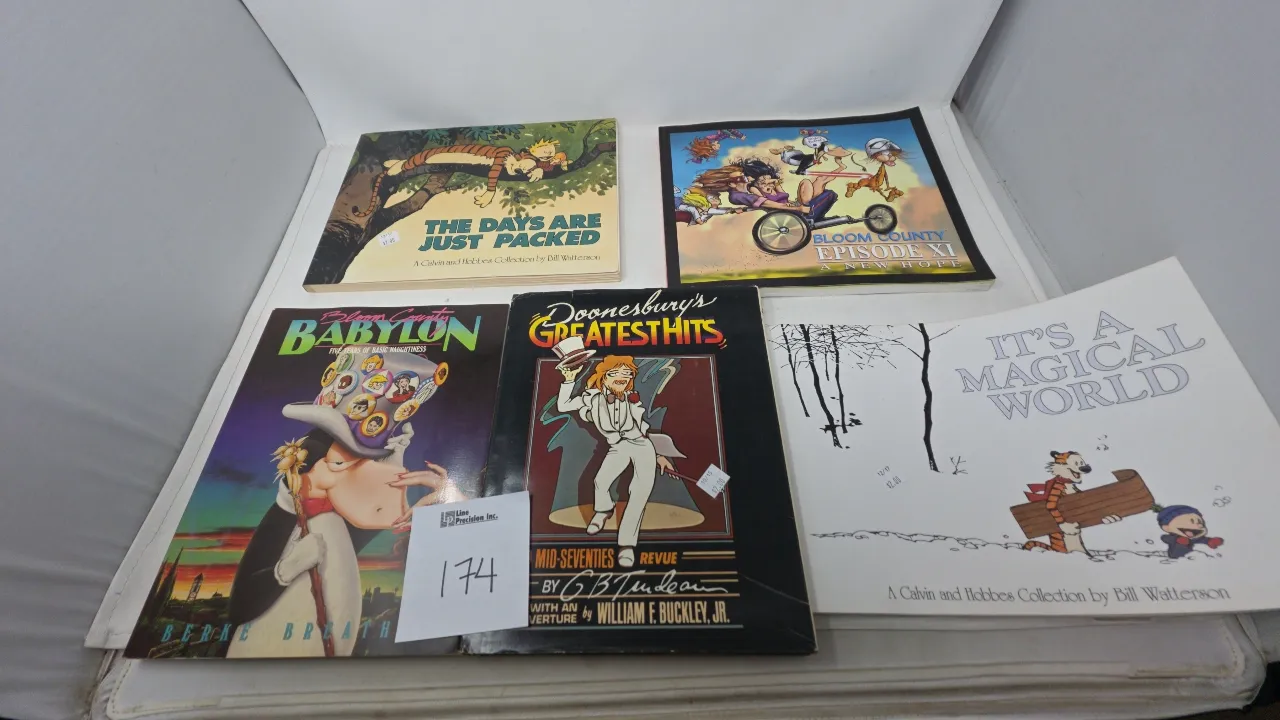 THE DAYS ARE
JUST PACKED
A Calvin and Hobbes Collection by Bill Watterson
BLOOM COUNTY
EPISODE XI
A NEW HOPE
Bloom County
BABYLON
FIVE YEARS OF BASIC NAUGHTINESS
BERKE BREATH
Line
Precision Inc.
174
Doonesbury's
GREATEST HITS
MID-SEVENTIES REVUE
BY GBTrudeau
WITH AN
VERTURE by WILLIAM F. BUCKLEY, JR.
IT'S A
MAGICAL
WORLD
A Calvin and Hobbes Collection by Bill Watterson